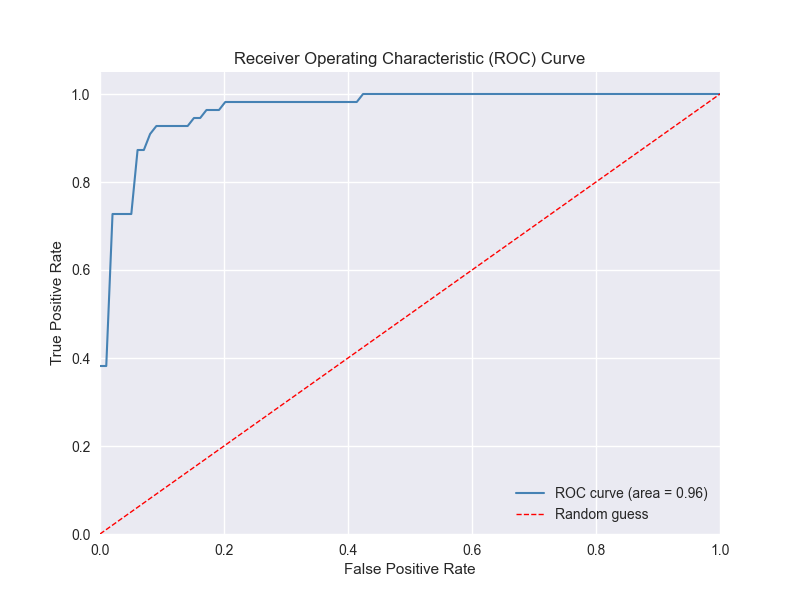 Receiver Operating Characteristic (ROC) Curve
True Positive Rate
1.0
0.8
0.6
0.4
0.2
0.0
ROC curve (area = 0.96)
Random guess
0.0 0.2 0.4 0.6 0.8 1.0
False Positive Rate